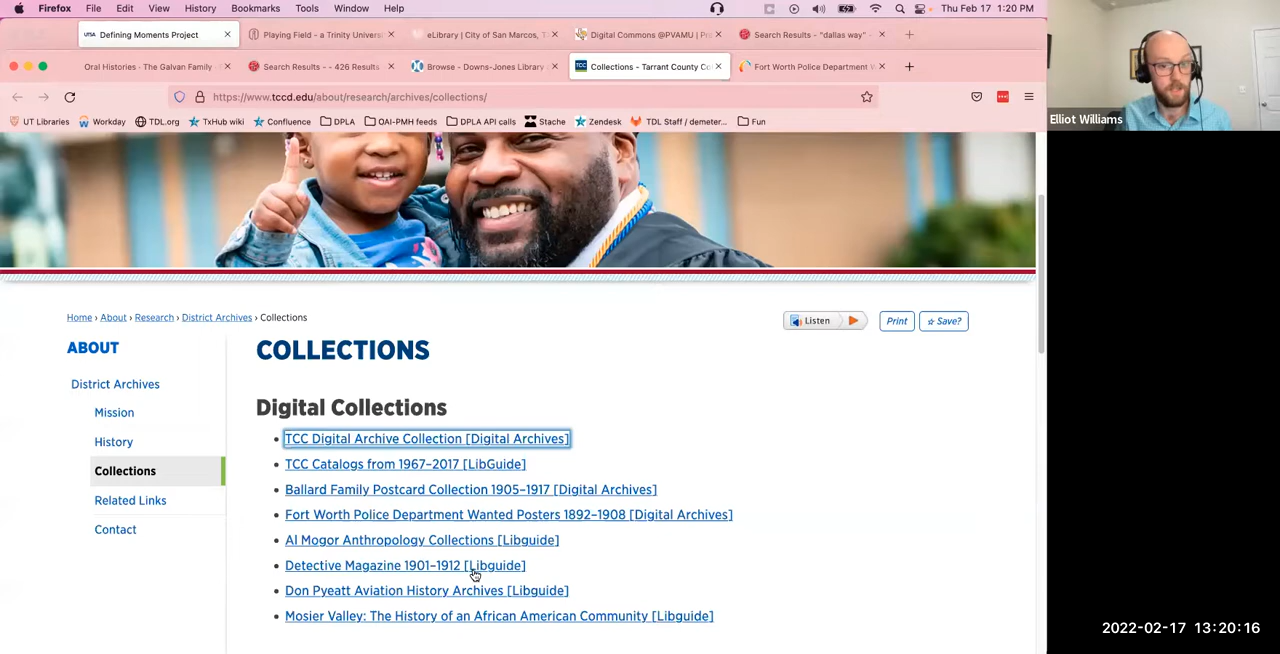 Firefox File Edit View History Bookmarks Tools Window Help Thu Feb 17 1:20 PM
UTSA Defining Moments Project Playing Field - a Trinity Univers eLibrary | City of San Marcos, T Digital Commons @PVAMU | Pr Search Results - "dallas way"
Oral Histories - The Galvan Family - Search Results - - 426 Results Browse - Downs-Jones Library TCC Collections - Tarrant County Co Fort Worth Police Department W
https://www.tccd.edu/about/research/archives/collections/
UT Libraries Workday TDL.org TxHub wiki Confluence DPLA OAI-PMH feeds DPLA API calls Stache Zendesk TDL Staff / demeter... Fun
Elliot Williams
Home › About › Research › District Archives › Collections
Listen Print Save?
ABOUT
District Archives
Mission
History
Collections
Related Links
Contact
COLLECTIONS
Digital Collections
• TCC Digital Archive Collection [Digital Archives]
• TCC Catalogs from 1967–2017 [LibGuide]
• Ballard Family Postcard Collection 1905–1917 [Digital Archives]
• Fort Worth Police Department Wanted Posters 1892–1908 [Digital Archives]
• Al Mogor Anthropology Collections [Libguide]
• Detective Magazine 1901–1912 [Libguide]
• Don Pyeatt Aviation History Archives [Libguide]
• Mosier Valley: The History of an African American Community [Libguide]
2022-02-17 13:20:16